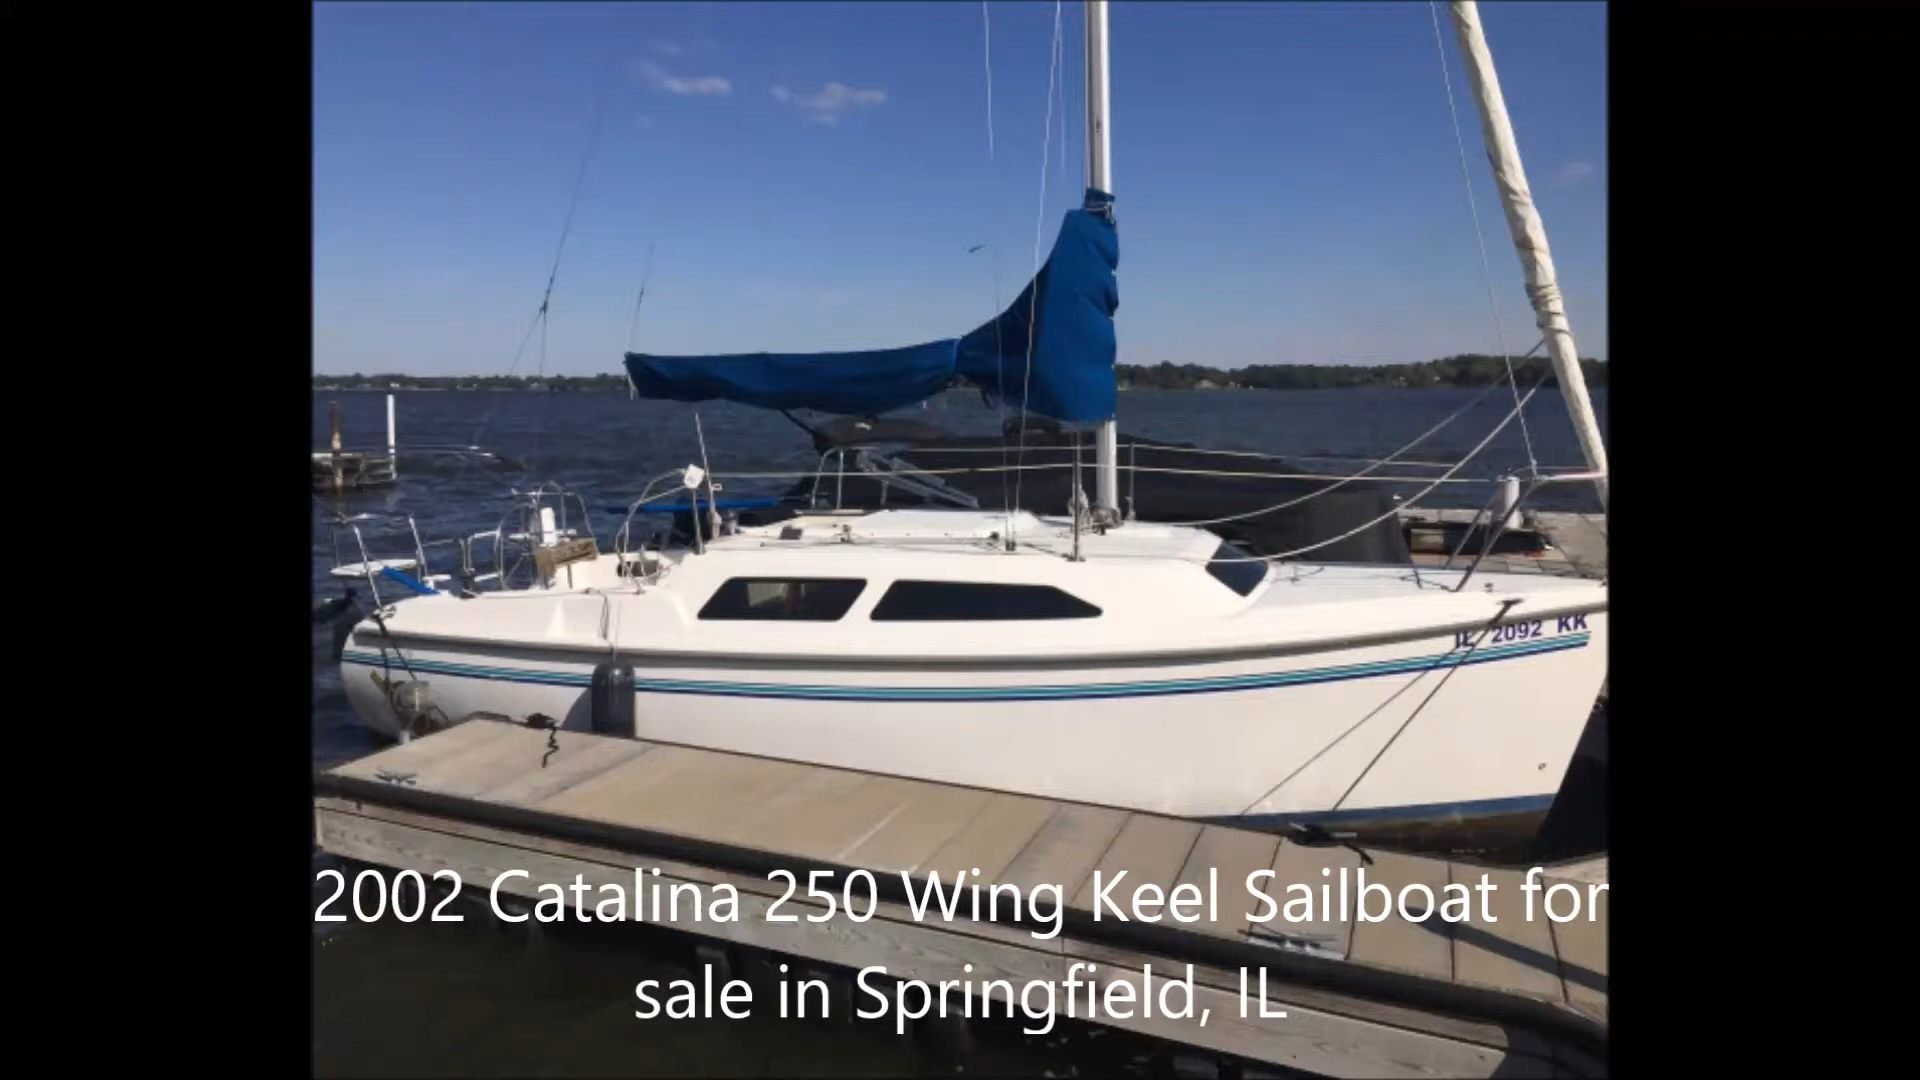 IL 2092 KK
2002 Catalina 250 Wing Keel Sailboat for
sale in Springfield, IL